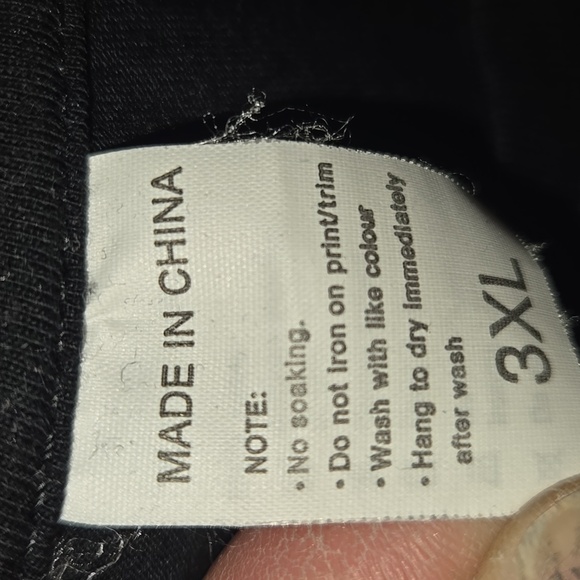 MADE IN CHINA
NOTE:
• No soaking.
• Do not iron on print/trim
• Wash with like colour
• Hang to dry immediately
after wash
3XL